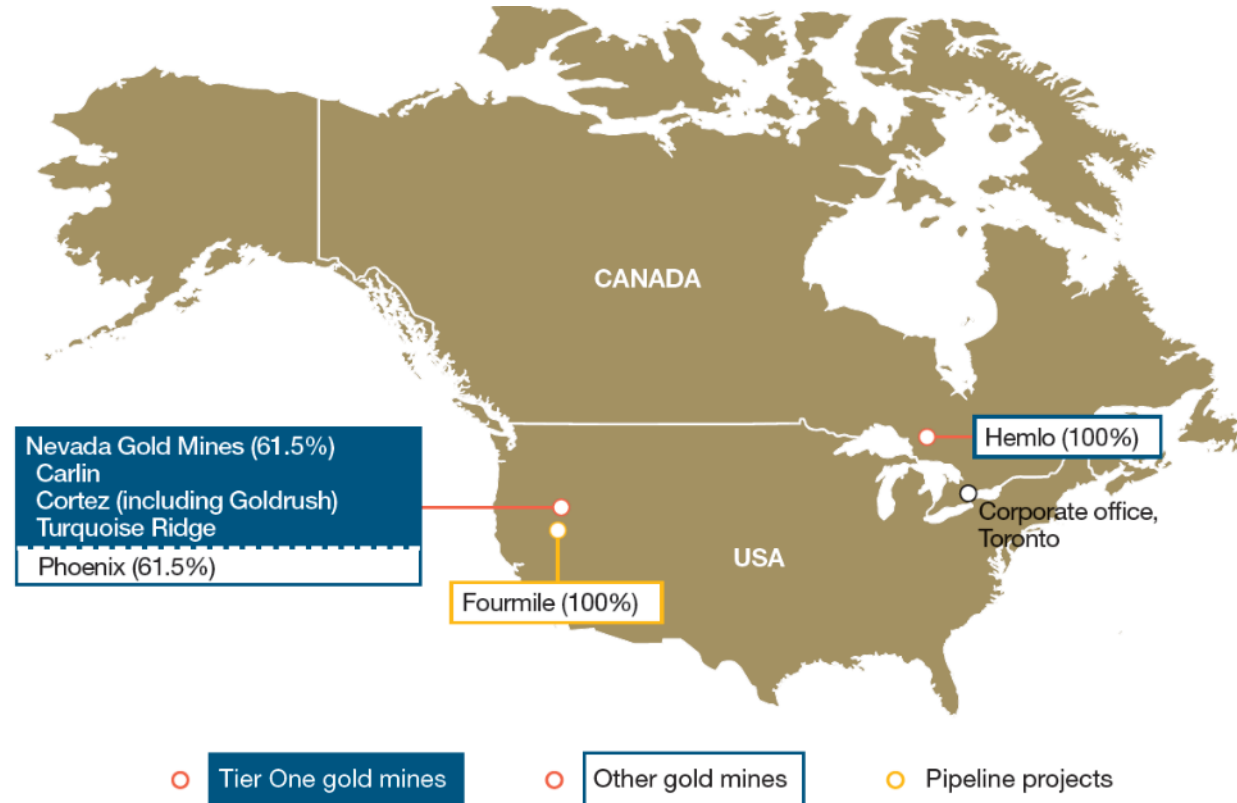 CANADA
Nevada Gold Mines (61.5%)
Carlin
Cortez (including Goldrush)
Turquoise Ridge
Phoenix (61.5%)
Hemlo (100%)
Corporate office,
Toronto
USA
Fourmile (100%)
Tier One gold mines
Other gold mines
Pipeline projects